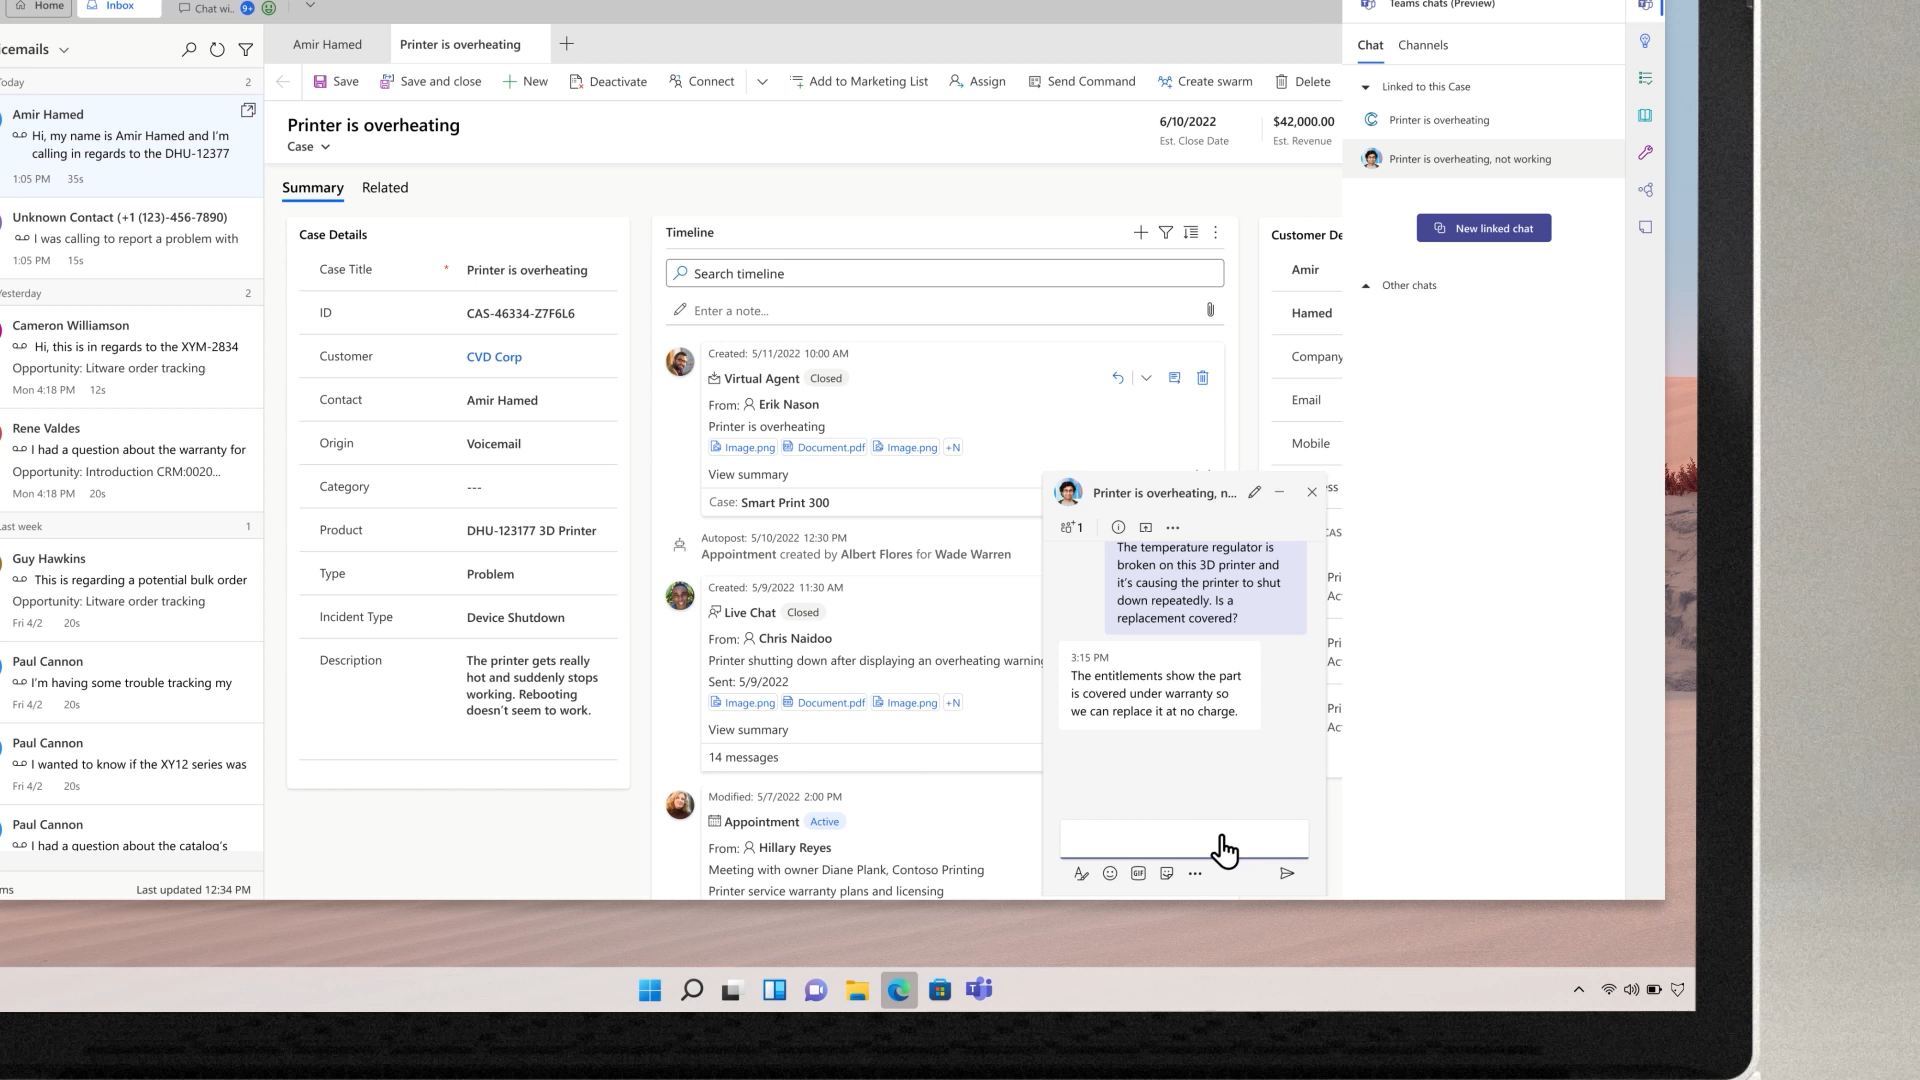 Home
Inbox
Chat wi..
9+
cemails
Today
2
Amir Hamed
Hi, my name is Amir Hamed and I'm
calling in regards to the DHU-12377
1:05 PM 35s
Unknown Contact (+1 (123)-456-7890)
I was calling to report a problem with
1:05 PM 15s
Yesterday
2
Cameron Williamson
Hi, this is in regards to the XYM-2834
Opportunity: Litware order tracking
Mon 4:18 PM 12s
Rene Valdes
I had a question about the warranty for
Opportunity: Introduction CRM:0020...
Mon 4:18 PM 20s
Last week
1
Guy Hawkins
This is regarding a potential bulk order
Opportunity: Litware order tracking
Fri 4/2 20s
Paul Cannon
I'm having some trouble tracking my
Fri 4/2 20s
Paul Cannon
I wanted to know if the XY12 series was
Fri 4/2 20s
Paul Cannon
I had a question about the catalog's
ms
Last updated 12:34 PM
Amir Hamed
Printer is overheating
Save
Save and close
New
Deactivate
Connect
Add to Marketing List
Assign
Send Command
Create swarm
Delete
Printer is overheating
Case
6/10/2022
Est. Close Date
$42,000.00
Est. Revenue
Summary
Related
Case Details
Case Title * Printer is overheating
ID CAS-46334-Z7F6L6
Customer CVD Corp
Contact Amir Hamed
Origin Voicemail
Category ---
Product DHU-123177 3D Printer
Type Problem
Incident Type Device Shutdown
Description The printer gets really
hot and suddenly stops
working. Rebooting
doesn't seem to work.
Timeline
Search timeline
Enter a note...
Created: 5/11/2022 10:00 AM
Virtual Agent Closed
From: Erik Nason
Printer is overheating
Image.png Document.pdf Image.png +N
View summary
Case: Smart Print 300
Autopost: 5/10/2022 12:30 PM
Appointment created by Albert Flores for Wade Warren
Created: 5/9/2022 11:30 AM
Live Chat Closed
From: Chris Naidoo
Printer shutting down after displaying an overheating warning
Sent: 5/9/2022
Image.png Document.pdf Image.png +N
View summary
14 messages
Modified: 5/7/2022 2:00 PM
Appointment Active
From: Hillary Reyes
Meeting with owner Diane Plank, Contoso Printing
Printer service warranty plans and licensing
Customer De
Amir
Hamed
Company
Email
Mobile
ss
CAS
Pri
Ac
Pri
Ac
Pri
Ac
Printer is overheating, n...
1
The temperature regulator is
broken on this 3D printer and
it's causing the printer to shut
down repeatedly. Is a
replacement covered?
3:15 PM
The entitlements show the part
is covered under warranty so
we can replace it at no charge.
GIF
Teams chats (Preview)
Chat
Channels
Linked to this Case
Printer is overheating
Printer is overheating, not working
New linked chat
Other chats